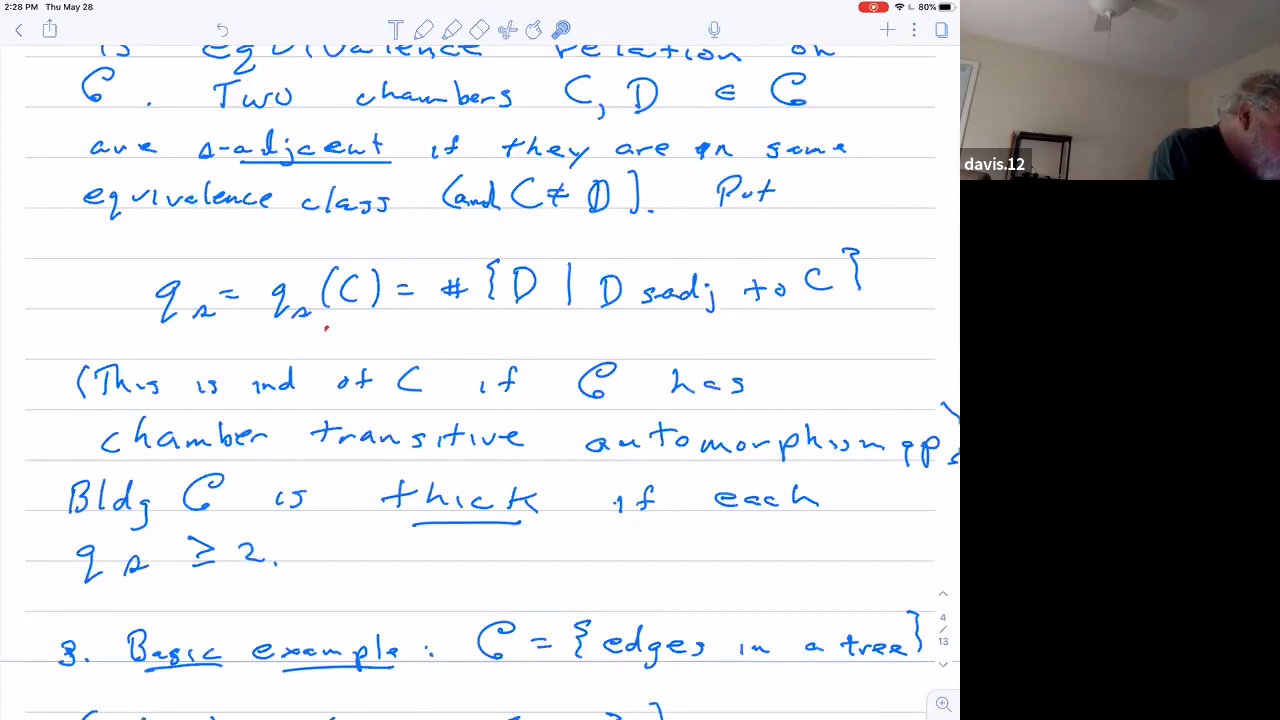 2:28 PM Thu May 28
80%
is equivalence relation on
𝒞. Two chambers C, D ∈ 𝒞
are s-adjacent if they are in same
equivalence class (and C ≠ D). Put
q_s = q_s(C) = #{D | D s adj to C}
(This is ind of C if 𝒞 has
chamber transitive automorphism gp)
Bldg 𝒞 is thick if each
q_s ≥ 2.
3. Basic example: 𝒞 = {edges in a tree}
4
/
13
davis.12